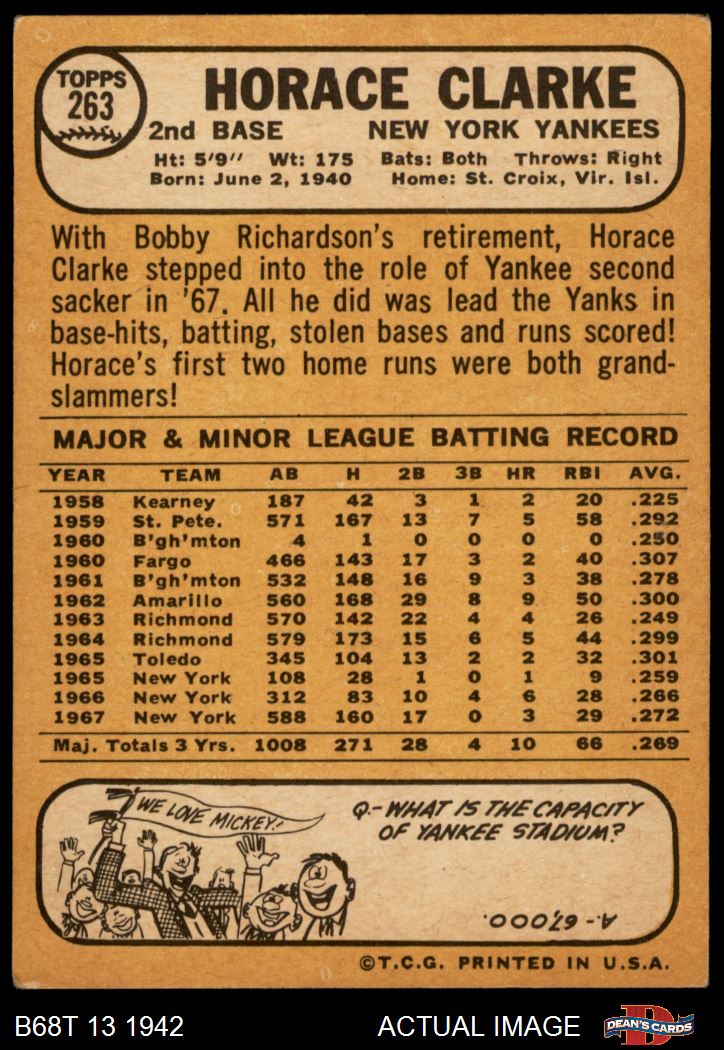 TOPPS
263
HORACE CLARKE
2nd BASE NEW YORK YANKEES
Ht: 5'9" Wt: 175 Bats: Both Throws: Right
Born: June 2, 1940 Home: St. Croix, Vir. Isl.
With Bobby Richardson's retirement, Horace
Clarke stepped into the role of Yankee second
sacker in '67. All he did was lead the Yanks in
base-hits, batting, stolen bases and runs scored!
Horace's first two home runs were both grand-
slammers!
MAJOR & MINOR LEAGUE BATTING RECORD
YEAR TEAM AB H 2B 3B HR RBI AVG.
1958 Kearney 187 42 3 1 2 20 .225
1959 St. Pete. 571 167 13 7 5 58 .292
1960 B'gh'mton 4 1 0 0 0 0 .250
1960 Fargo 466 143 17 3 2 40 .307
1961 B'gh'mton 532 148 16 9 3 38 .278
1962 Amarillo 560 168 29 8 9 50 .300
1963 Richmond 570 142 22 4 4 26 .249
1964 Richmond 579 173 15 6 5 44 .299
1965 Toledo 345 104 13 2 2 32 .301
1965 New York 108 28 1 0 1 9 .259
1966 New York 312 83 10 4 6 28 .266
1967 New York 588 160 17 0 3 29 .272
Maj. Totals 3 Yrs. 1008 271 28 4 10 66 .269
WE LOVE MICKEY!
Q.-WHAT IS THE CAPACITY
OF YANKEE STADIUM?
A.-67,000.
©T.C.G. PRINTED IN U.S.A.
B68T 13 1942 ACTUAL IMAGE D DEAN'S CARDS